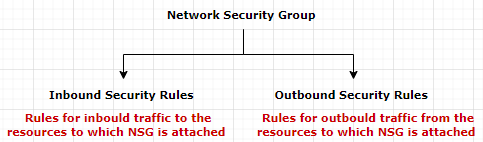 Network Security Group
Inbound Security Rules
Outbound Security Rules
Rules for inbould traffic to the
resources to which NSG is attached
Rules for outbould traffic from the
resources to which NSG is attached